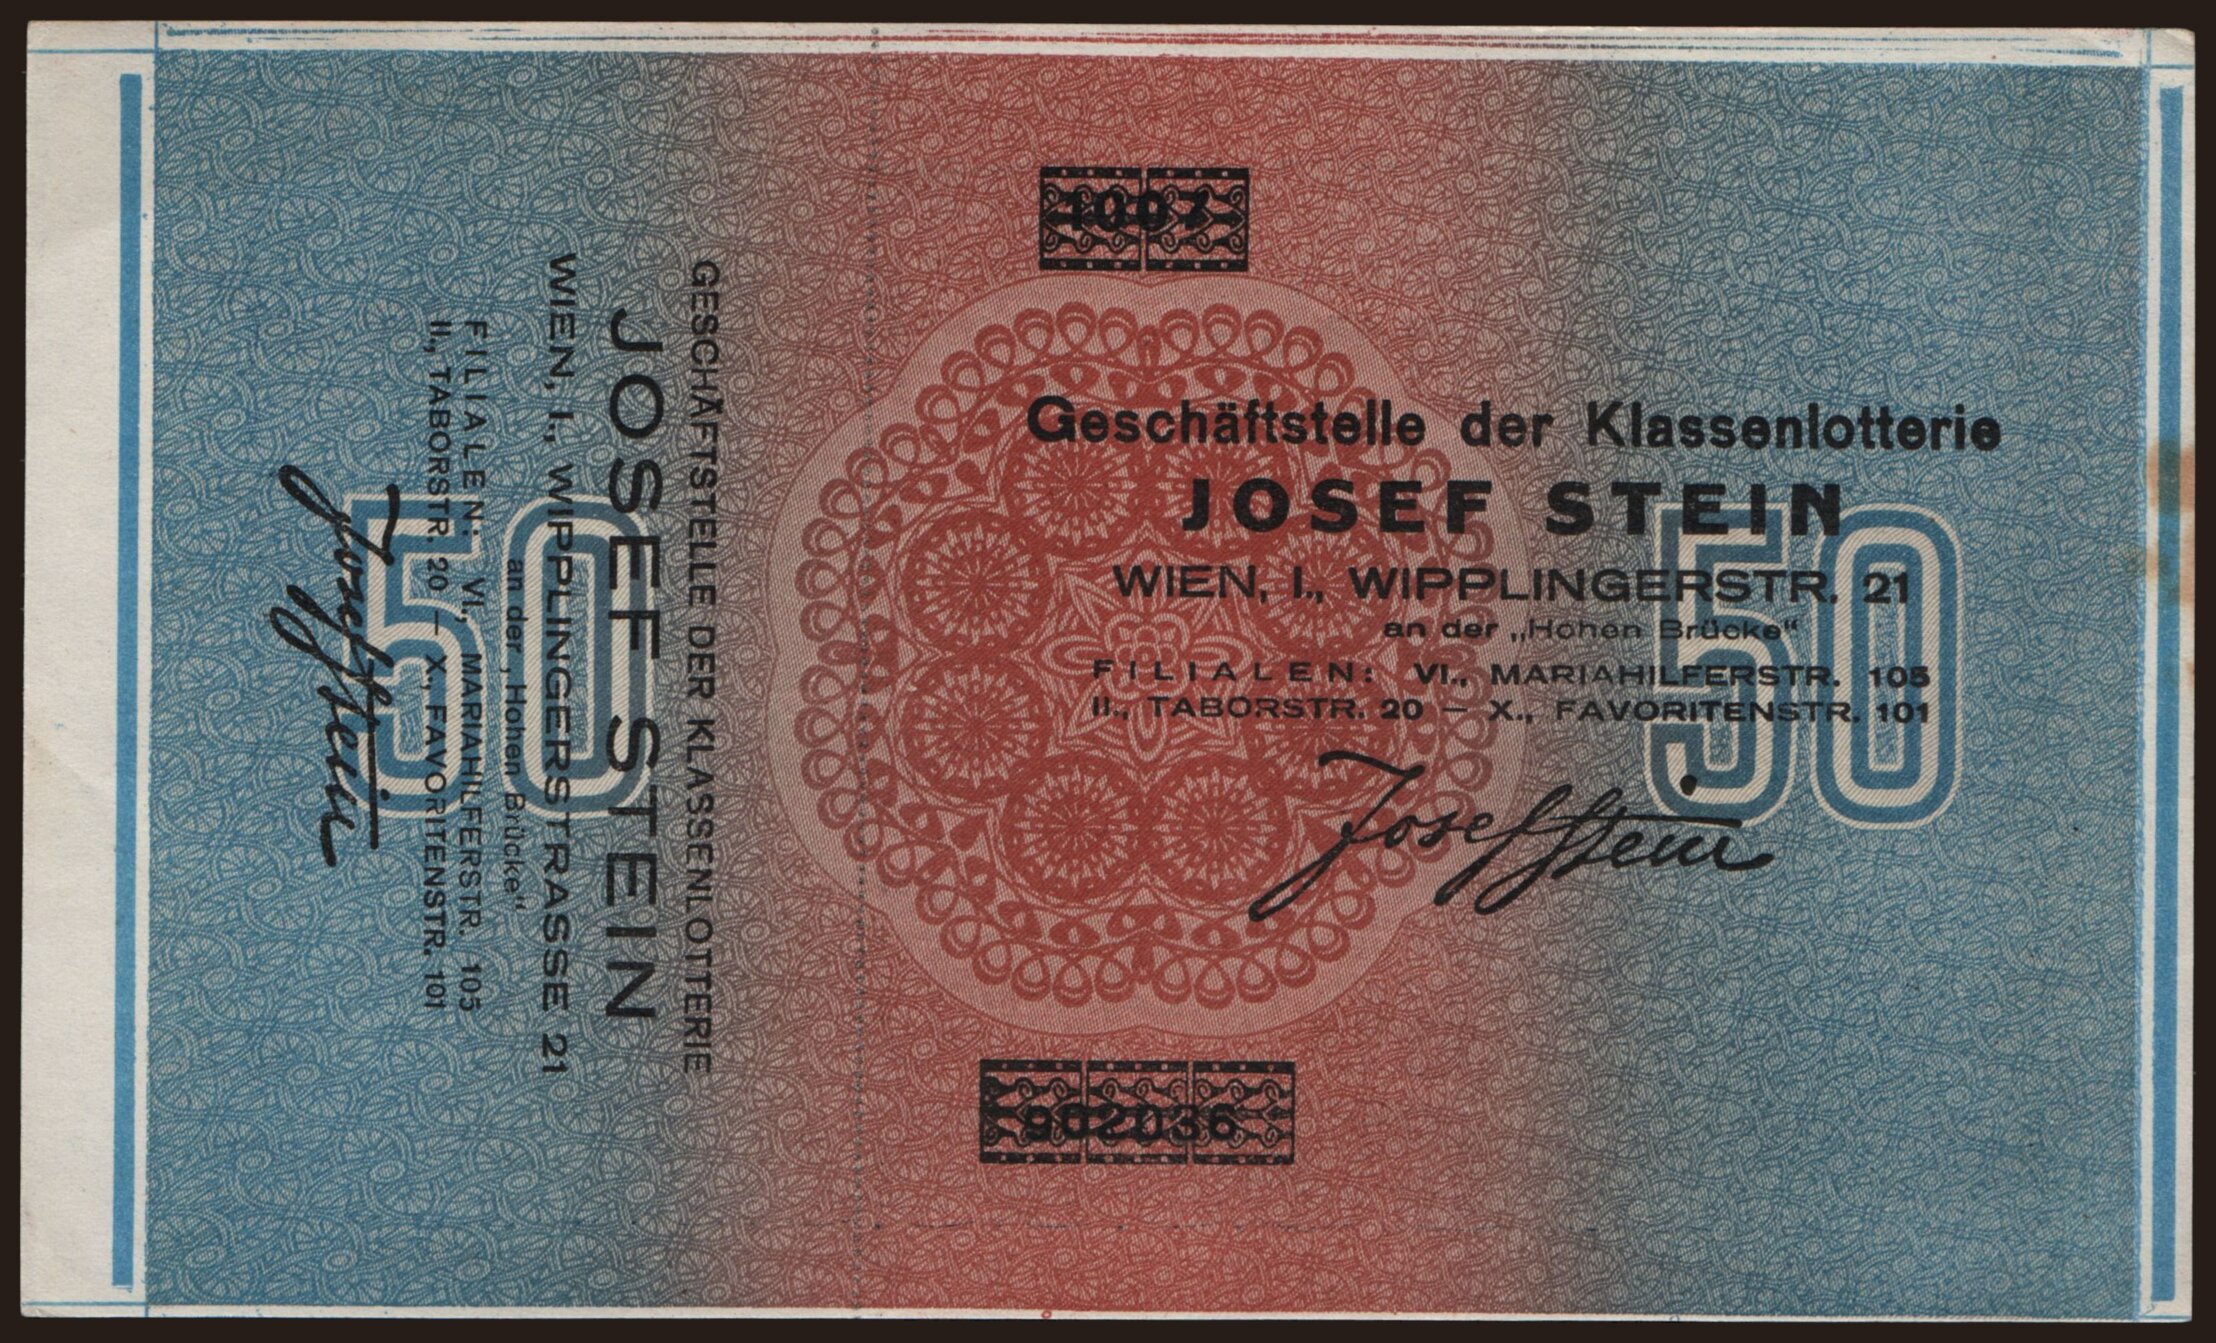 GESCHÄFTSTELLE DER KLASSENLOTTERIE
JOSEF STEIN
WIEN, I., WIPPLINGERSTRASSE 21
an der „Hohen Brücke“
FILIALEN: VI., MARIAHILFERSTR. 105
II., TABORSTR. 20 — X., FAVORITENSTR. 101
Josef Stein
50
1007
Geschäftstelle der Klassenlotterie
JOSEF STEIN
WIEN, I., WIPPLINGERSTR. 21
an der „Hohen Brücke“
FILIALEN: VI., MARIAHILFERSTR. 105
II., TABORSTR. 20 — X., FAVORITENSTR. 101
Josef Stein
50
902036